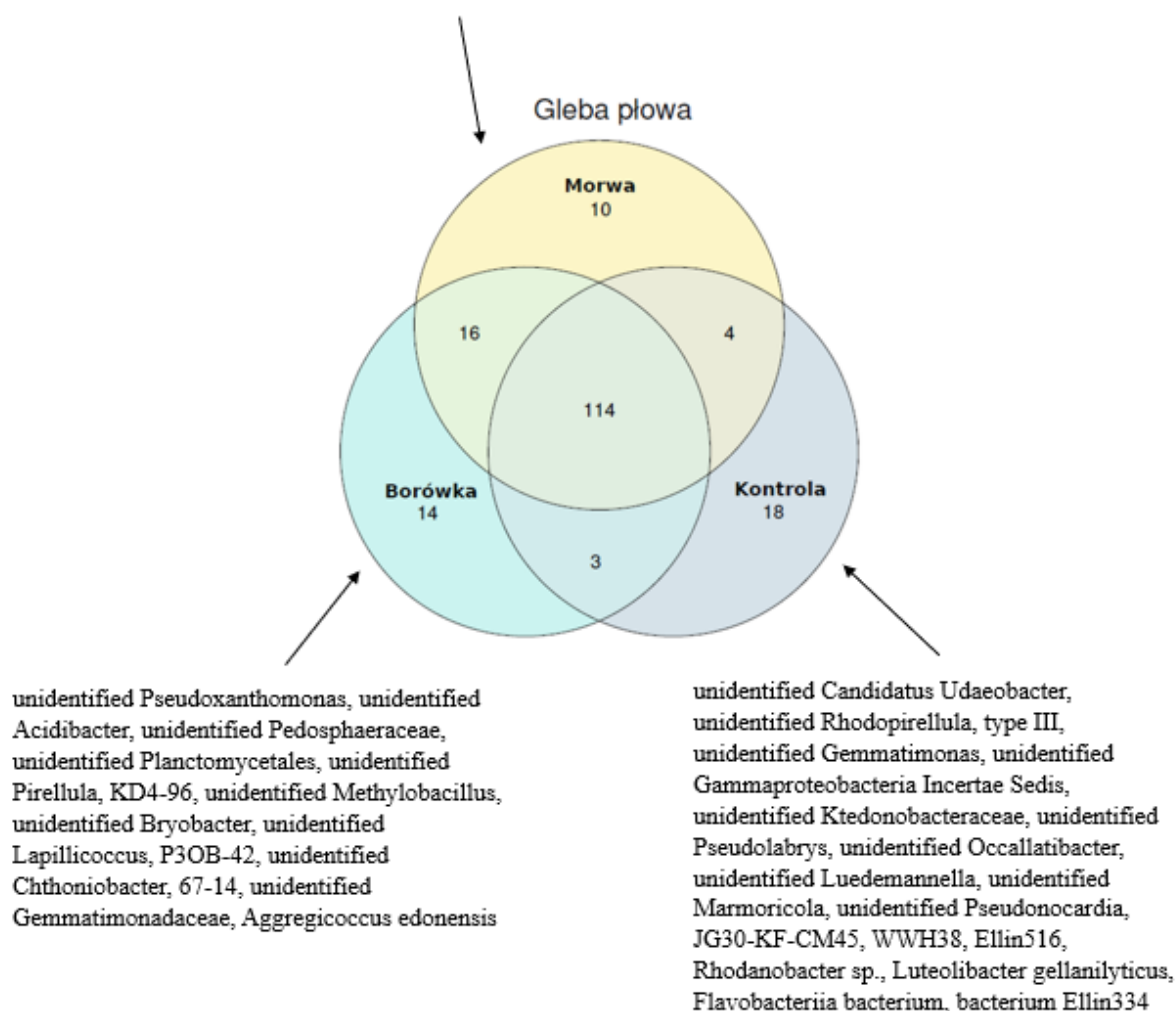 Gleba płowa
Morwa
10
16
4
114
Borówka
14
Kontrola
18
3
unidentified Pseudoxanthomonas, unidentified
Acidibacter, unidentified Pedosphaeraceae,
unidentified Planctomycetales, unidentified
Pirellula, KD4-96, unidentified Methylobacillus,
unidentified Bryobacter, unidentified
Lapillicoccus, P3OB-42, unidentified
Chthoniobacter, 67-14, unidentified
Gemmatimonadaceae, Aggregicoccus edonensis
unidentified Candidatus Udaeobacter,
unidentified Rhodopirellula, type III,
unidentified Gemmatimonas, unidentified
Gammaproteobacteria Incertae Sedis,
unidentified Ktedonobacteraceae, unidentified
Pseudolabrys, unidentified Occallatibacter,
unidentified Luedemannella, unidentified
Marmoricola, unidentified Pseudonocardia,
JG30-KF-CM45, WWH38, Ellin516,
Rhodanobacter sp., Luteolibacter gellanilyticus,
Flavobacteriia bacterium, bacterium Ellin334